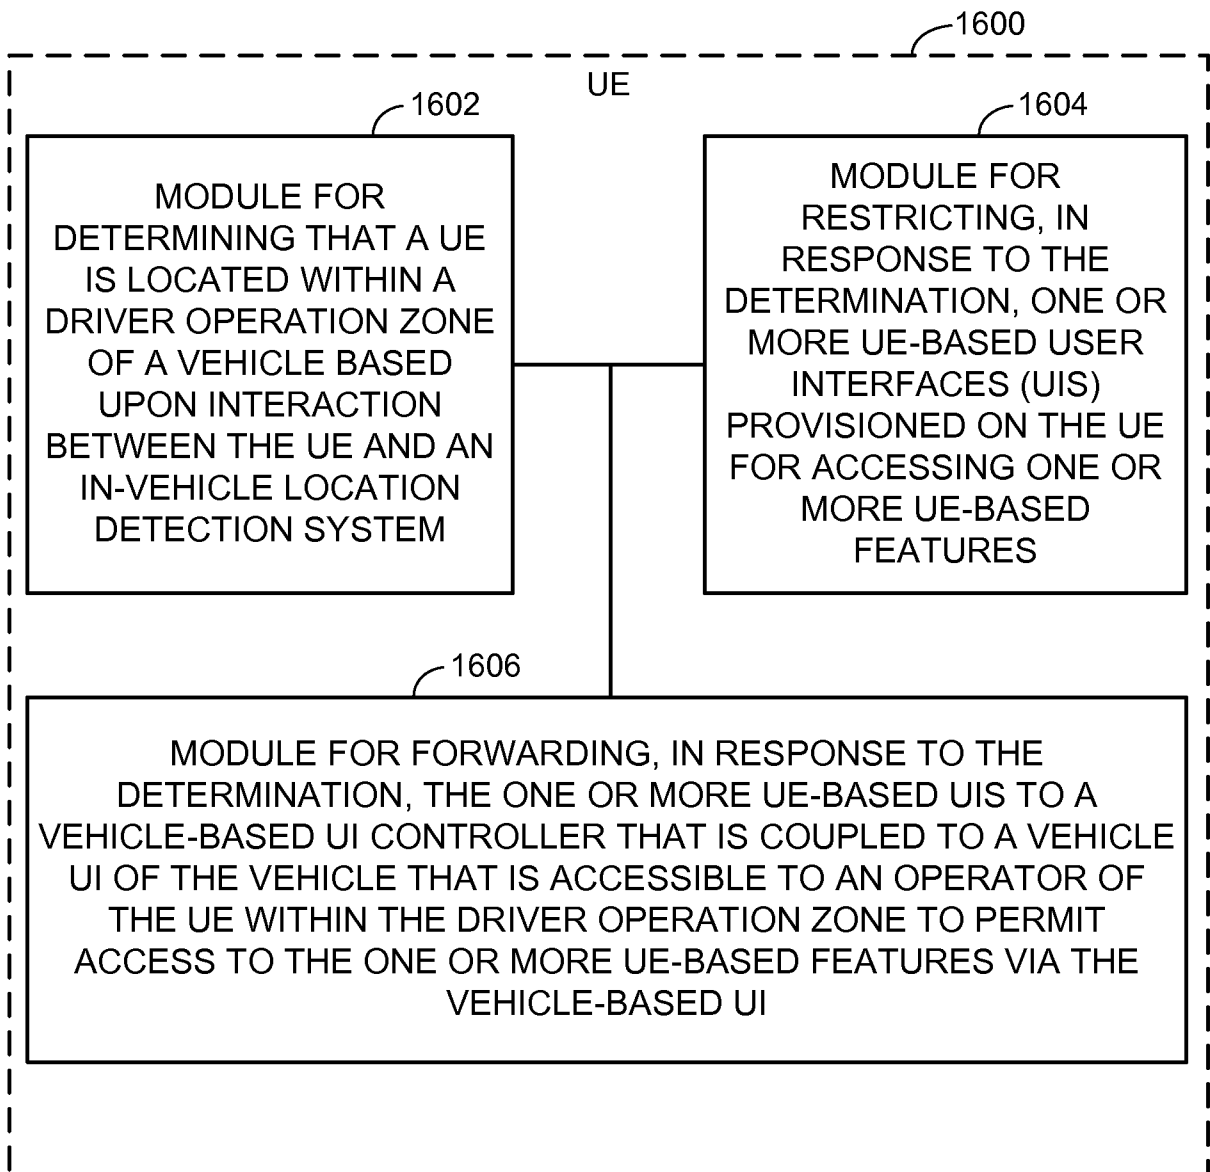 1600
UE
1602
MODULE FOR
DETERMINING THAT A UE
IS LOCATED WITHIN A
DRIVER OPERATION ZONE
OF A VEHICLE BASED
UPON INTERACTION
BETWEEN THE UE AND AN
IN-VEHICLE LOCATION
DETECTION SYSTEM
1604
MODULE FOR
RESTRICTING, IN
RESPONSE TO THE
DETERMINATION, ONE OR
MORE UE-BASED USER
INTERFACES (UIS)
PROVISIONED ON THE UE
FOR ACCESSING ONE OR
MORE UE-BASED
FEATURES
1606
MODULE FOR FORWARDING, IN RESPONSE TO THE
DETERMINATION, THE ONE OR MORE UE-BASED UIS TO A
VEHICLE-BASED UI CONTROLLER THAT IS COUPLED TO A VEHICLE
UI OF THE VEHICLE THAT IS ACCESSIBLE TO AN OPERATOR OF
THE UE WITHIN THE DRIVER OPERATION ZONE TO PERMIT
ACCESS TO THE ONE OR MORE UE-BASED FEATURES VIA THE
VEHICLE-BASED UI